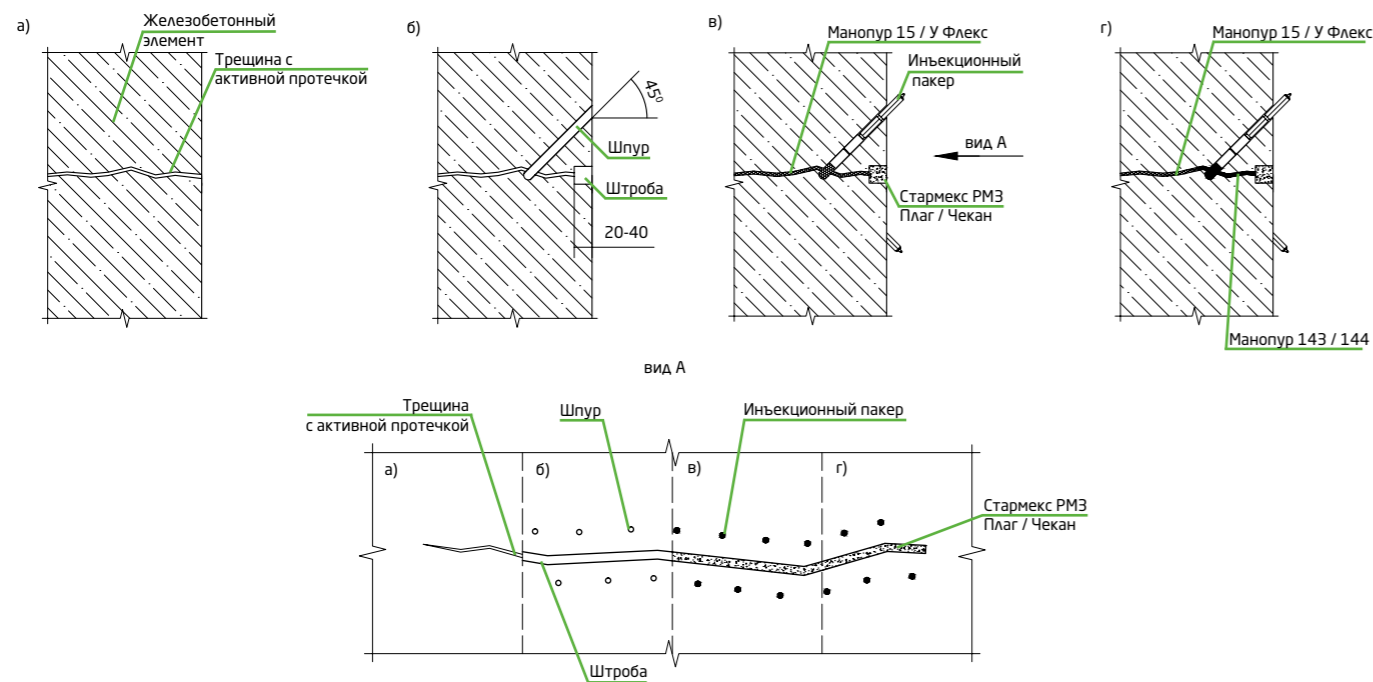 а)
Железобетонный
элемент
Трещина с
активной протечкой
б)
45⁰
Шпур
Штроба
20-40
в)
Манопур 15 / У Флекс
Инъекционный
пакер
вид А
Стармекс РМ3
Плаг / Чекан
г)
Манопур 15 / У Флекс
Манопур 143 / 144
вид А
Трещина
с активной протечкой
Шпур
Инъекционный пакер
а)
б)
в)
г)
Стармекс РМ3
Плаг / Чекан
Штроба